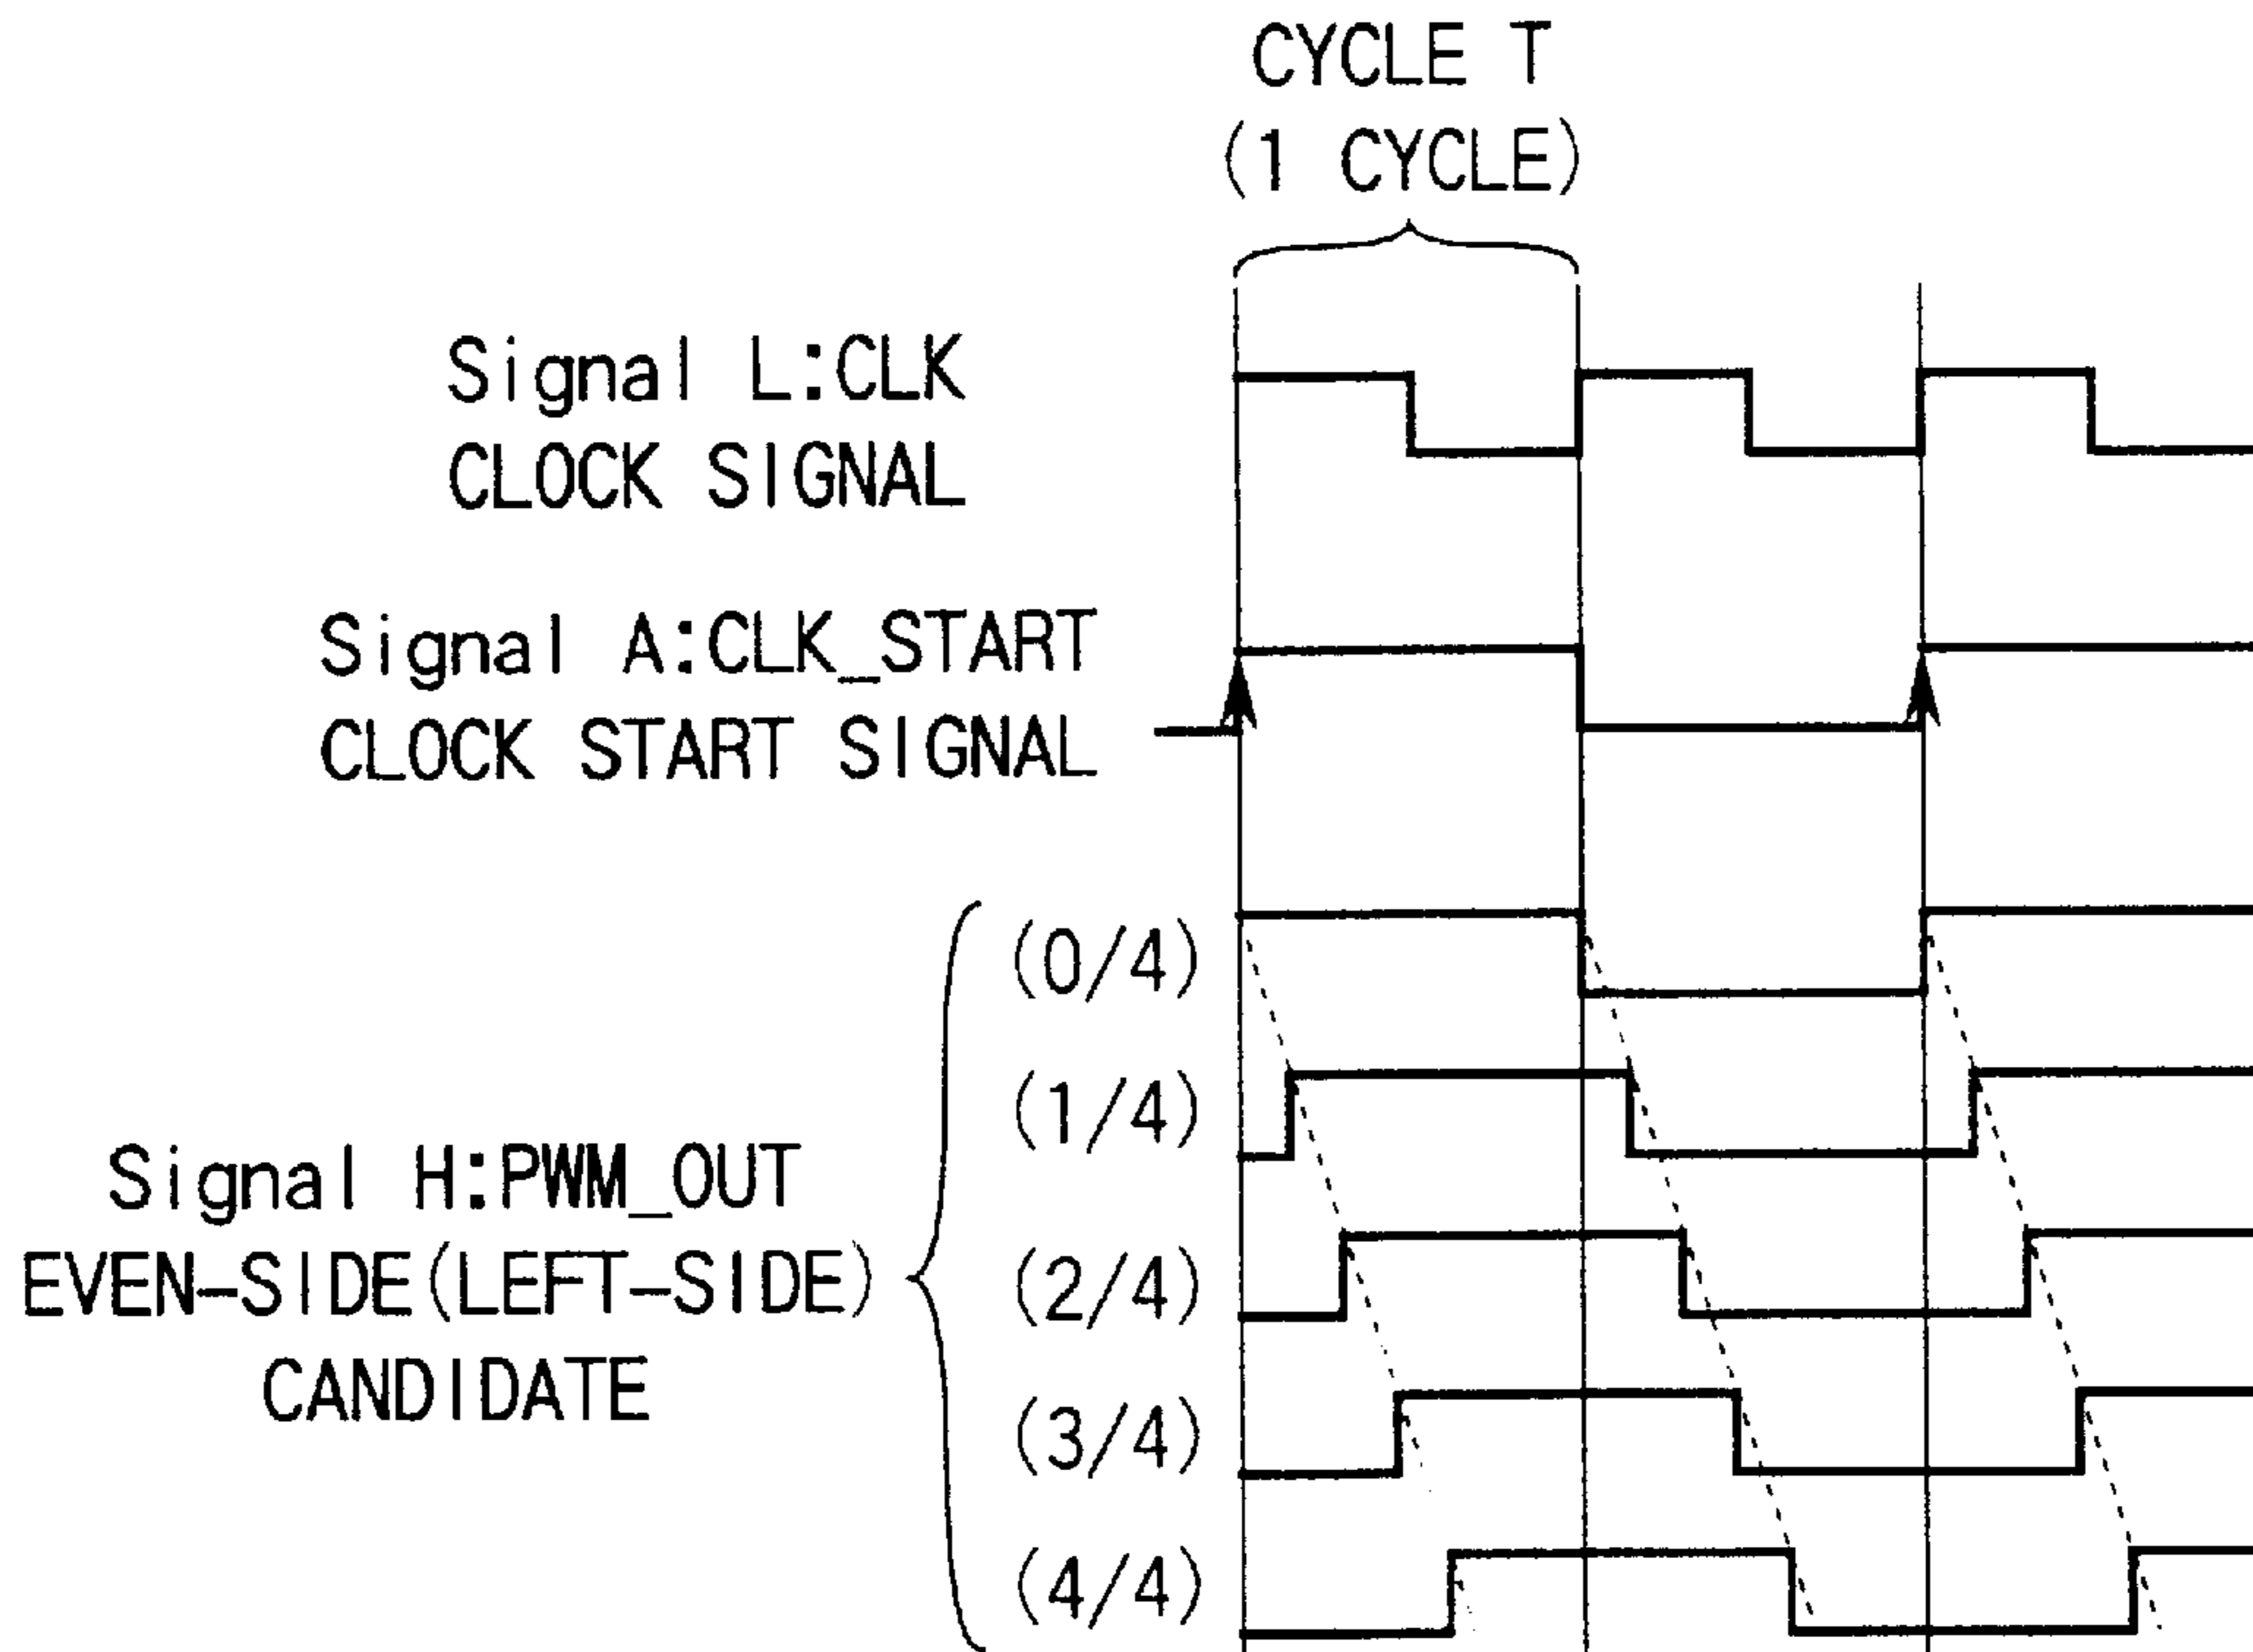 CYCLE T
(1 CYCLE)
Signal L:CLK
CLOCK SIGNAL
Signal A:CLK_START
CLOCK START SIGNAL
(0/4)
(1/4)
Signal H:PWM_OUT
EVEN-SIDE(LEFT-SIDE)
CANDIDATE
(2/4)
(3/4)
(4/4)